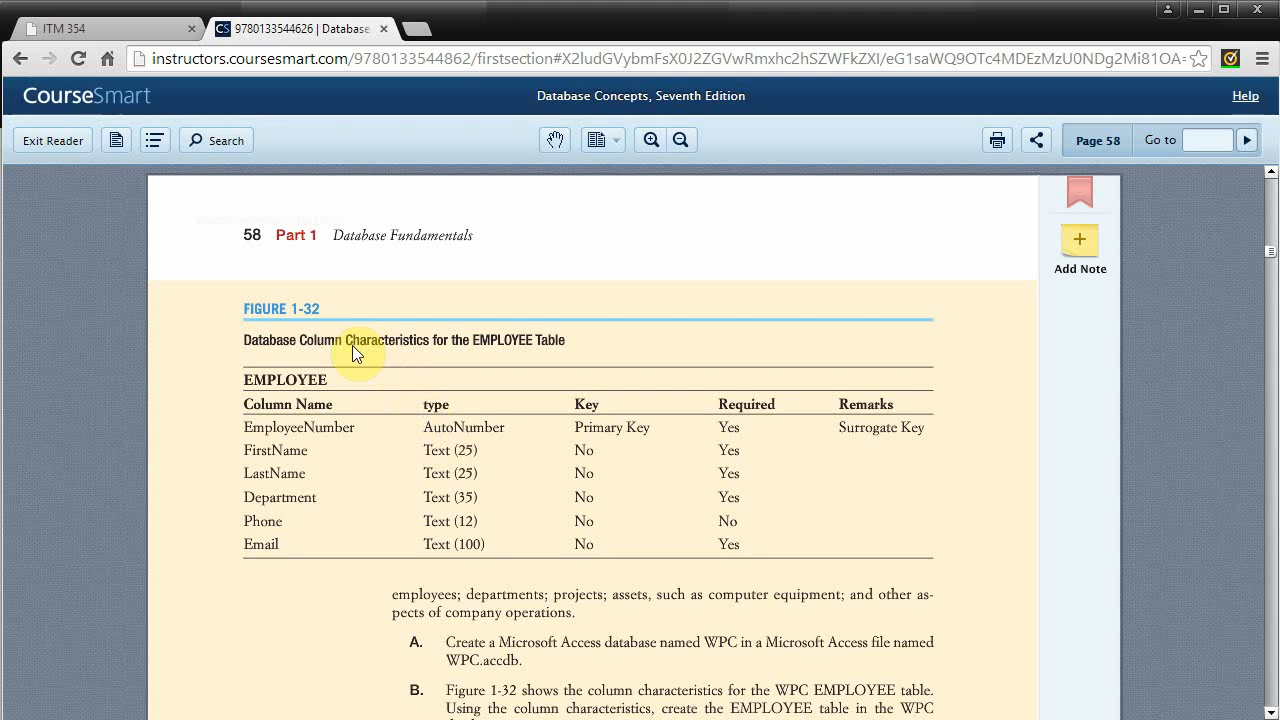 ITM 354
CS 9780133544626 | Database
instructors.coursesmart.com/9780133544862/firstsection#X2ludGVybmFsX0J2ZGVwRmxhc2hSZWFkZXI/eG1saWQ9OTc4MDEzMzU0NDg2Mi81OA=
CourseSmart
Database Concepts, Seventh Edition
Help
Exit Reader
Search
Page 58
Go to
58 Part 1 Database Fundamentals
Add Note
FIGURE 1-32
Database Column Characteristics for the EMPLOYEE Table
EMPLOYEE
Column Name type Key Required Remarks
EmployeeNumber AutoNumber Primary Key Yes Surrogate Key
FirstName Text (25) No Yes
LastName Text (25) No Yes
Department Text (35) No Yes
Phone Text (12) No No
Email Text (100) No Yes
employees; departments; projects; assets, such as computer equipment; and other as-
pects of company operations.
A. Create a Microsoft Access database named WPC in a Microsoft Access file named
WPC.accdb.
B. Figure 1-32 shows the column characteristics for the WPC EMPLOYEE table.
Using the column characteristics, create the EMPLOYEE table in the WPC